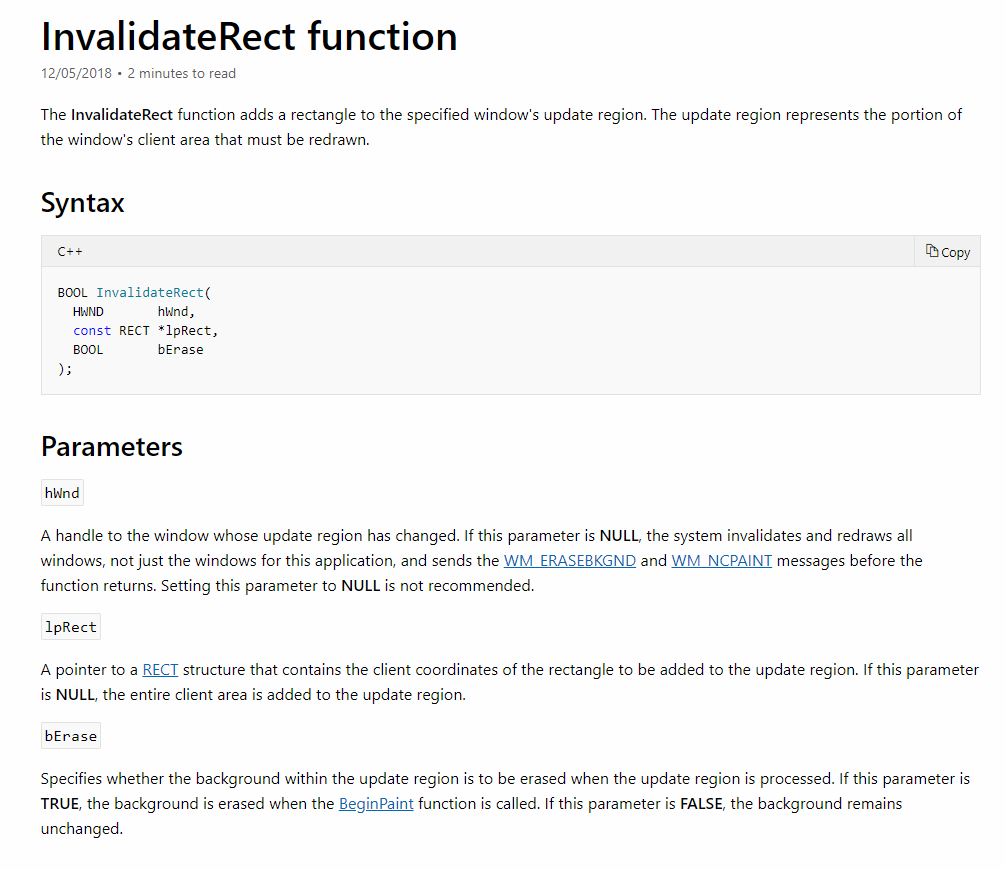 InvalidateRect function
12/05/2018 • 2 minutes to read
The InvalidateRect function adds a rectangle to the specified window's update region. The update region represents the portion of
the window's client area that must be redrawn.
Syntax
C++ Copy
BOOL InvalidateRect(
  HWND       hWnd,
  const RECT *lpRect,
  BOOL       bErase
);
Parameters
hWnd
A handle to the window whose update region has changed. If this parameter is NULL, the system invalidates and redraws all
windows, not just the windows for this application, and sends the WM_ERASEBKGND and WM_NCPAINT messages before the
function returns. Setting this parameter to NULL is not recommended.
lpRect
A pointer to a RECT structure that contains the client coordinates of the rectangle to be added to the update region. If this parameter
is NULL, the entire client area is added to the update region.
bErase
Specifies whether the background within the update region is to be erased when the update region is processed. If this parameter is
TRUE, the background is erased when the BeginPaint function is called. If this parameter is FALSE, the background remains
unchanged.